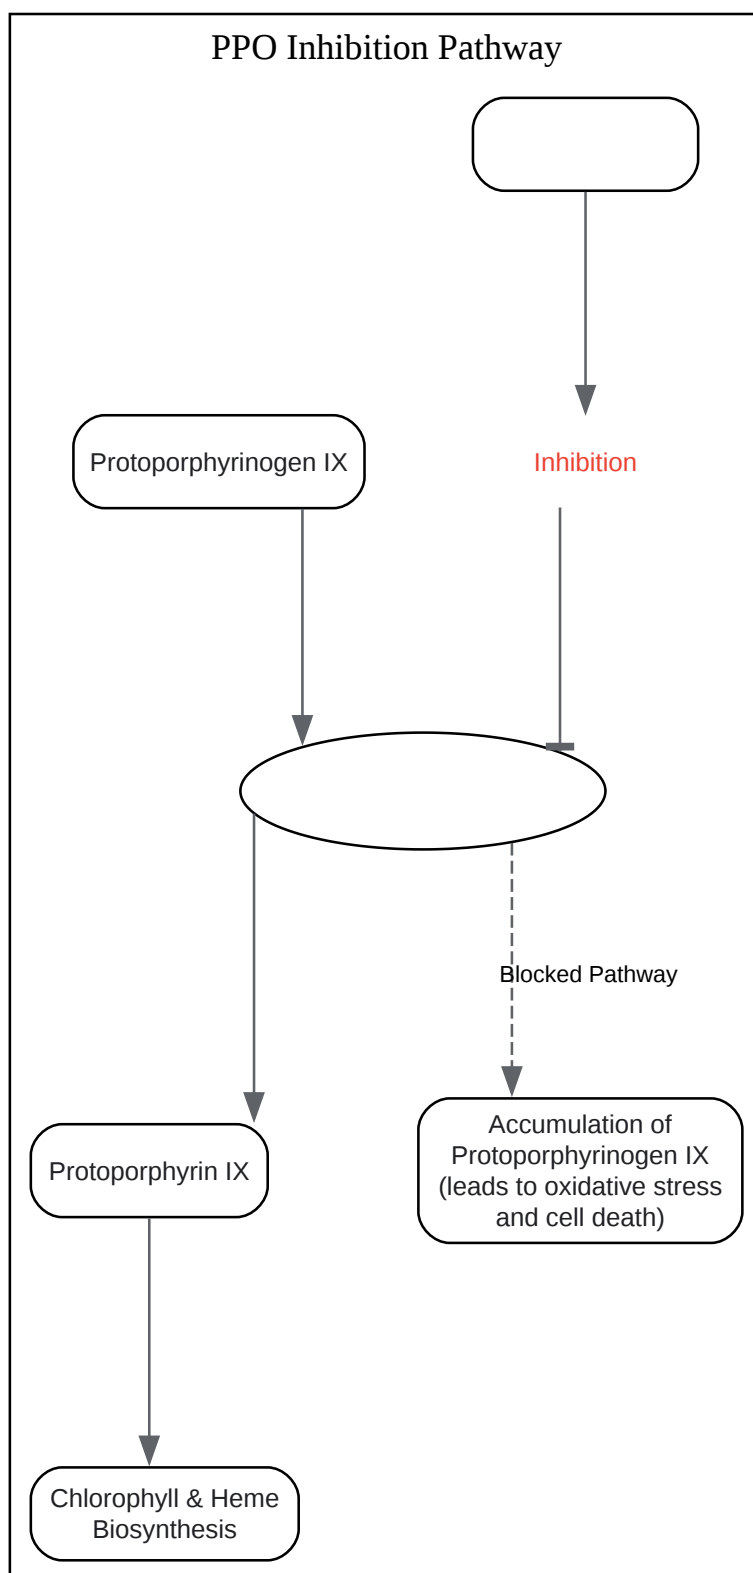 PPO Inhibition Pathway
Protoporphyrinogen IX
Inhibition
Blocked Pathway
Protoporphyrin IX
Accumulation of
Protoporphyrinogen IX
(leads to oxidative stress
and cell death)
Chlorophyll & Heme
Biosynthesis